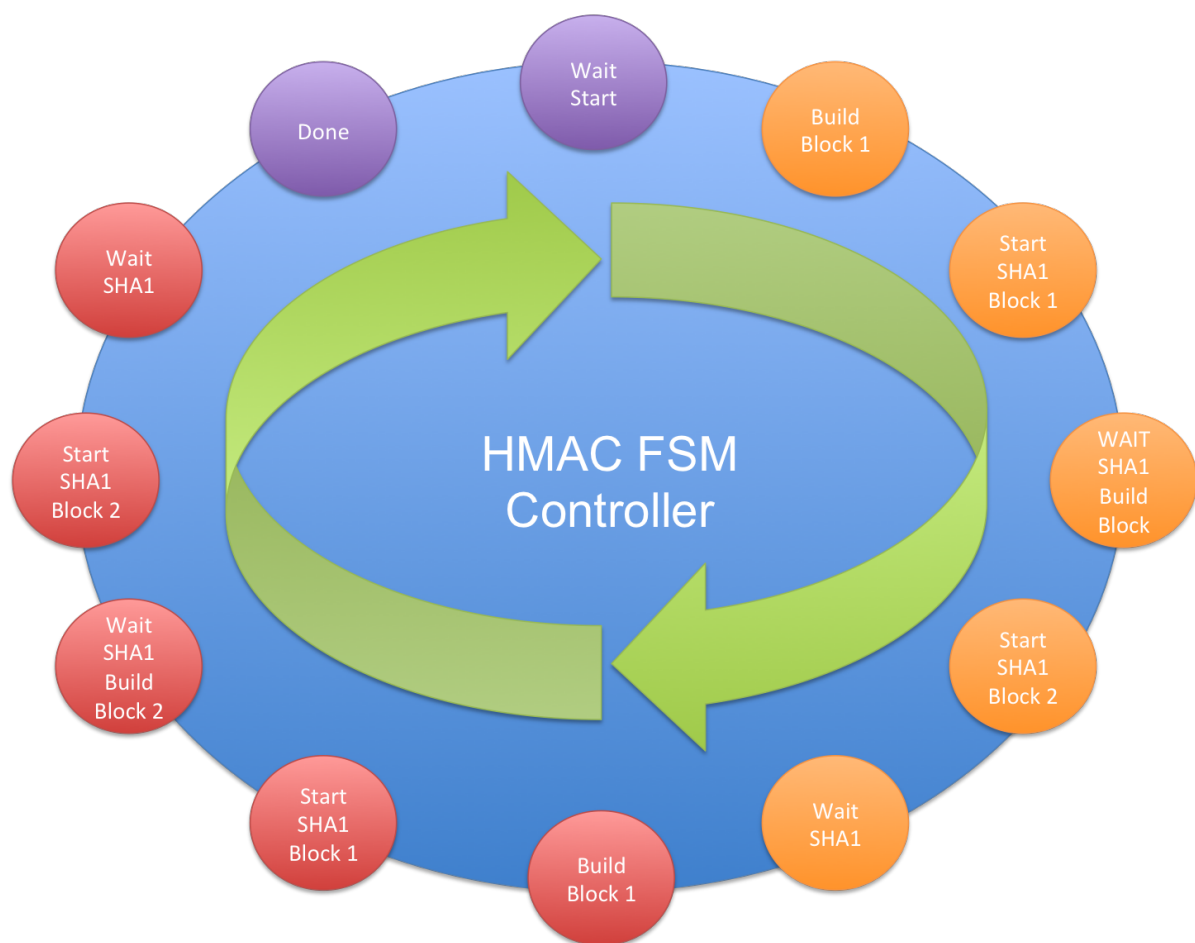 Wait
Start
Build
Block 1
Start
SHA1
Block 1
WAIT
SHA1
Build
Block
Start
SHA1
Block 2
Wait
SHA1
Build
Block 1
Start
SHA1
Block 1
Wait
SHA1
Build
Block 2
Start
SHA1
Block 2
Wait
SHA1
Done
HMAC FSM
Controller